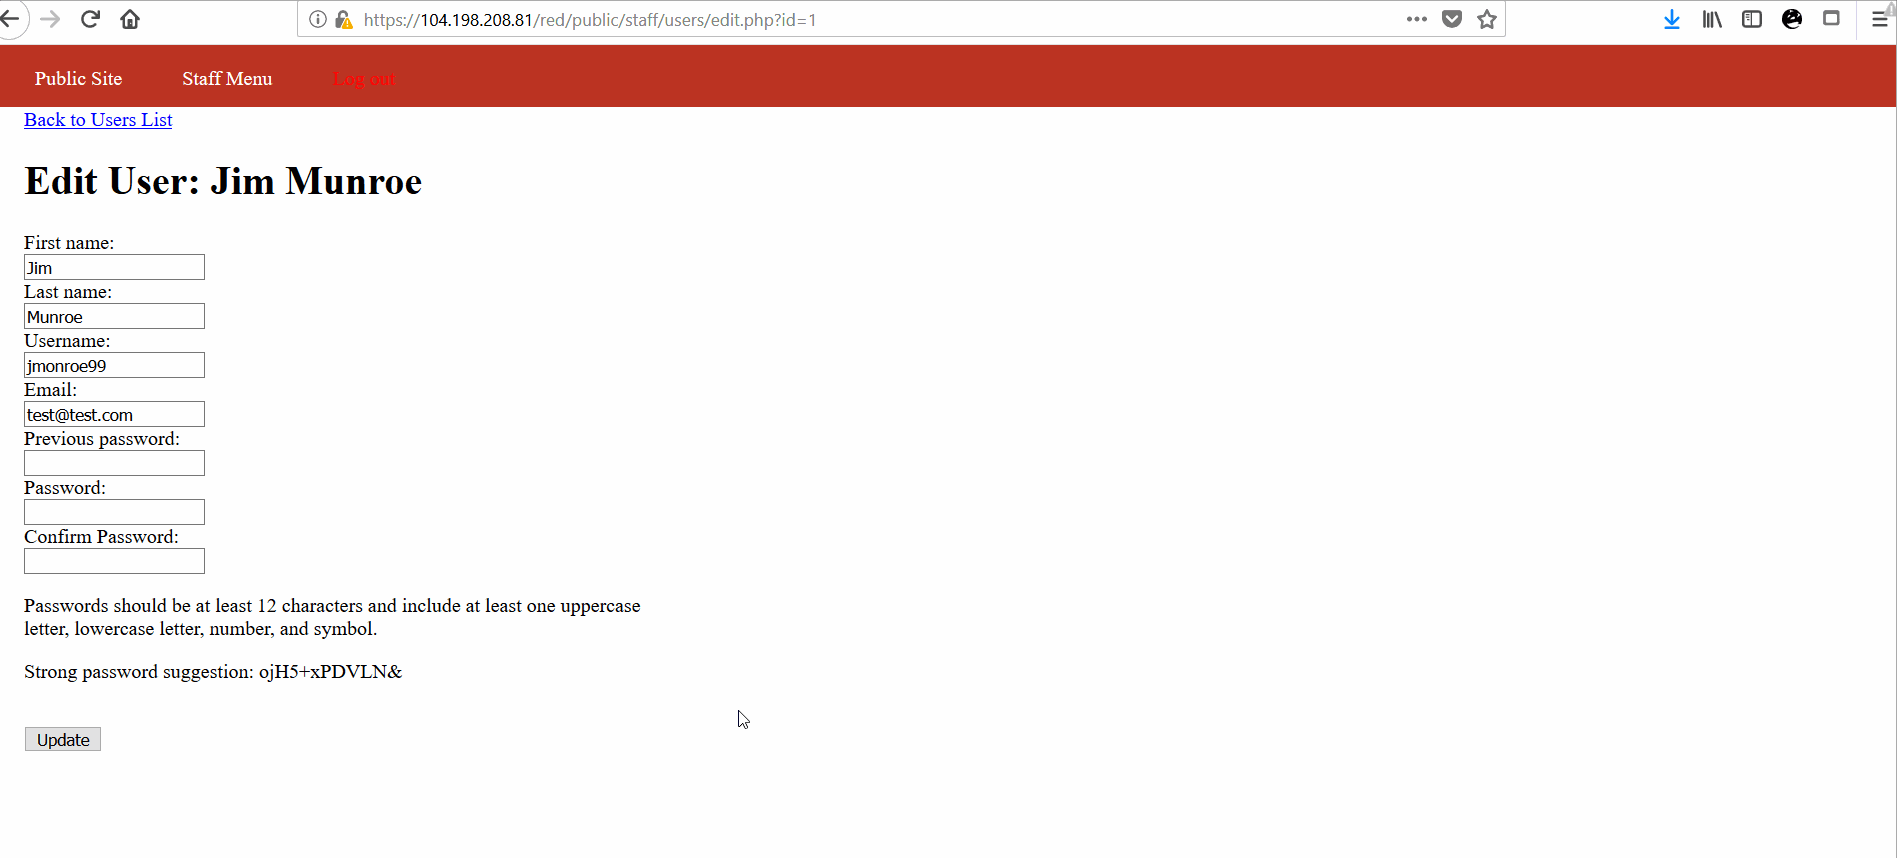 https://104.198.208.81/red/public/staff/users/edit.php?id=1
Public Site Staff Menu Log out
Back to Users List
Edit User: Jim Munroe
First name:
Jim
Last name:
Munroe
Username:
jmonroe99
Email:
test@test.com
Previous password:
Password:
Confirm Password:
Passwords should be at least 12 characters and include at least one uppercase
letter, lowercase letter, number, and symbol.
Strong password suggestion: ojH5+xPDVLN&
Update